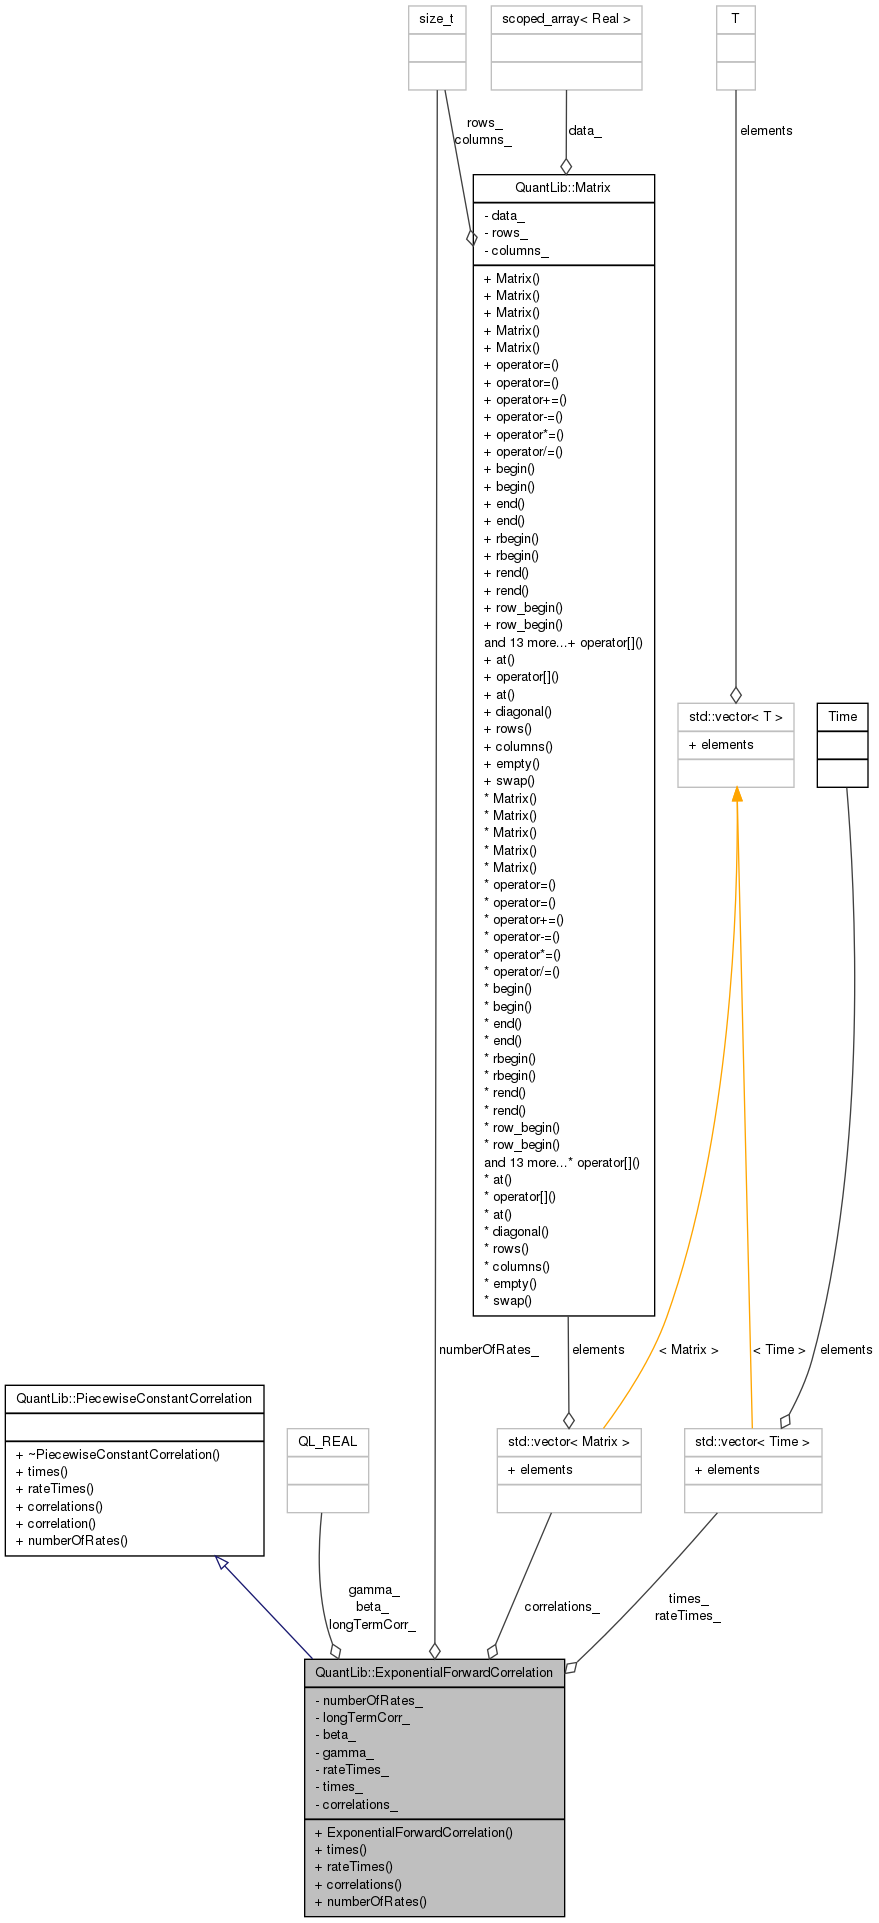 size_t
scoped_array< Real >
T
rows_
columns_
data_
elements
QuantLib::Matrix
- data_
- rows_
- columns_
+ Matrix()
+ Matrix()
+ Matrix()
+ Matrix()
+ Matrix()
+ operator=()
+ operator=()
+ operator+=()
+ operator-=()
+ operator*=()
+ operator/=()
+ begin()
+ begin()
+ end()
+ end()
+ rbegin()
+ rbegin()
+ rend()
+ rend()
+ row_begin()
+ row_begin()
and 13 more...+ operator[]()
+ at()
+ operator[]()
+ at()
+ diagonal()
+ rows()
+ columns()
+ empty()
+ swap()
* Matrix()
* Matrix()
* Matrix()
* Matrix()
* Matrix()
* operator=()
* operator=()
* operator+=()
* operator-=()
* operator*=()
* operator/=()
* begin()
* begin()
* end()
* end()
* rbegin()
* rbegin()
* rend()
* rend()
* row_begin()
* row_begin()
and 13 more...* operator[]()
* at()
* operator[]()
* at()
* diagonal()
* rows()
* columns()
* empty()
* swap()
std::vector< T >
+ elements
Time
numberOfRates_
elements
< Matrix >
< Time >
elements
QuantLib::PiecewiseConstantCorrelation
+ ~PiecewiseConstantCorrelation()
+ times()
+ rateTimes()
+ correlations()
+ correlation()
+ numberOfRates()
QL_REAL
std::vector< Matrix >
+ elements
std::vector< Time >
+ elements
gamma_
beta_
longTermCorr_
correlations_
times_
rateTimes_
QuantLib::ExponentialForwardCorrelation
- numberOfRates_
- longTermCorr_
- beta_
- gamma_
- rateTimes_
- times_
- correlations_
+ ExponentialForwardCorrelation()
+ times()
+ rateTimes()
+ correlations()
+ numberOfRates()